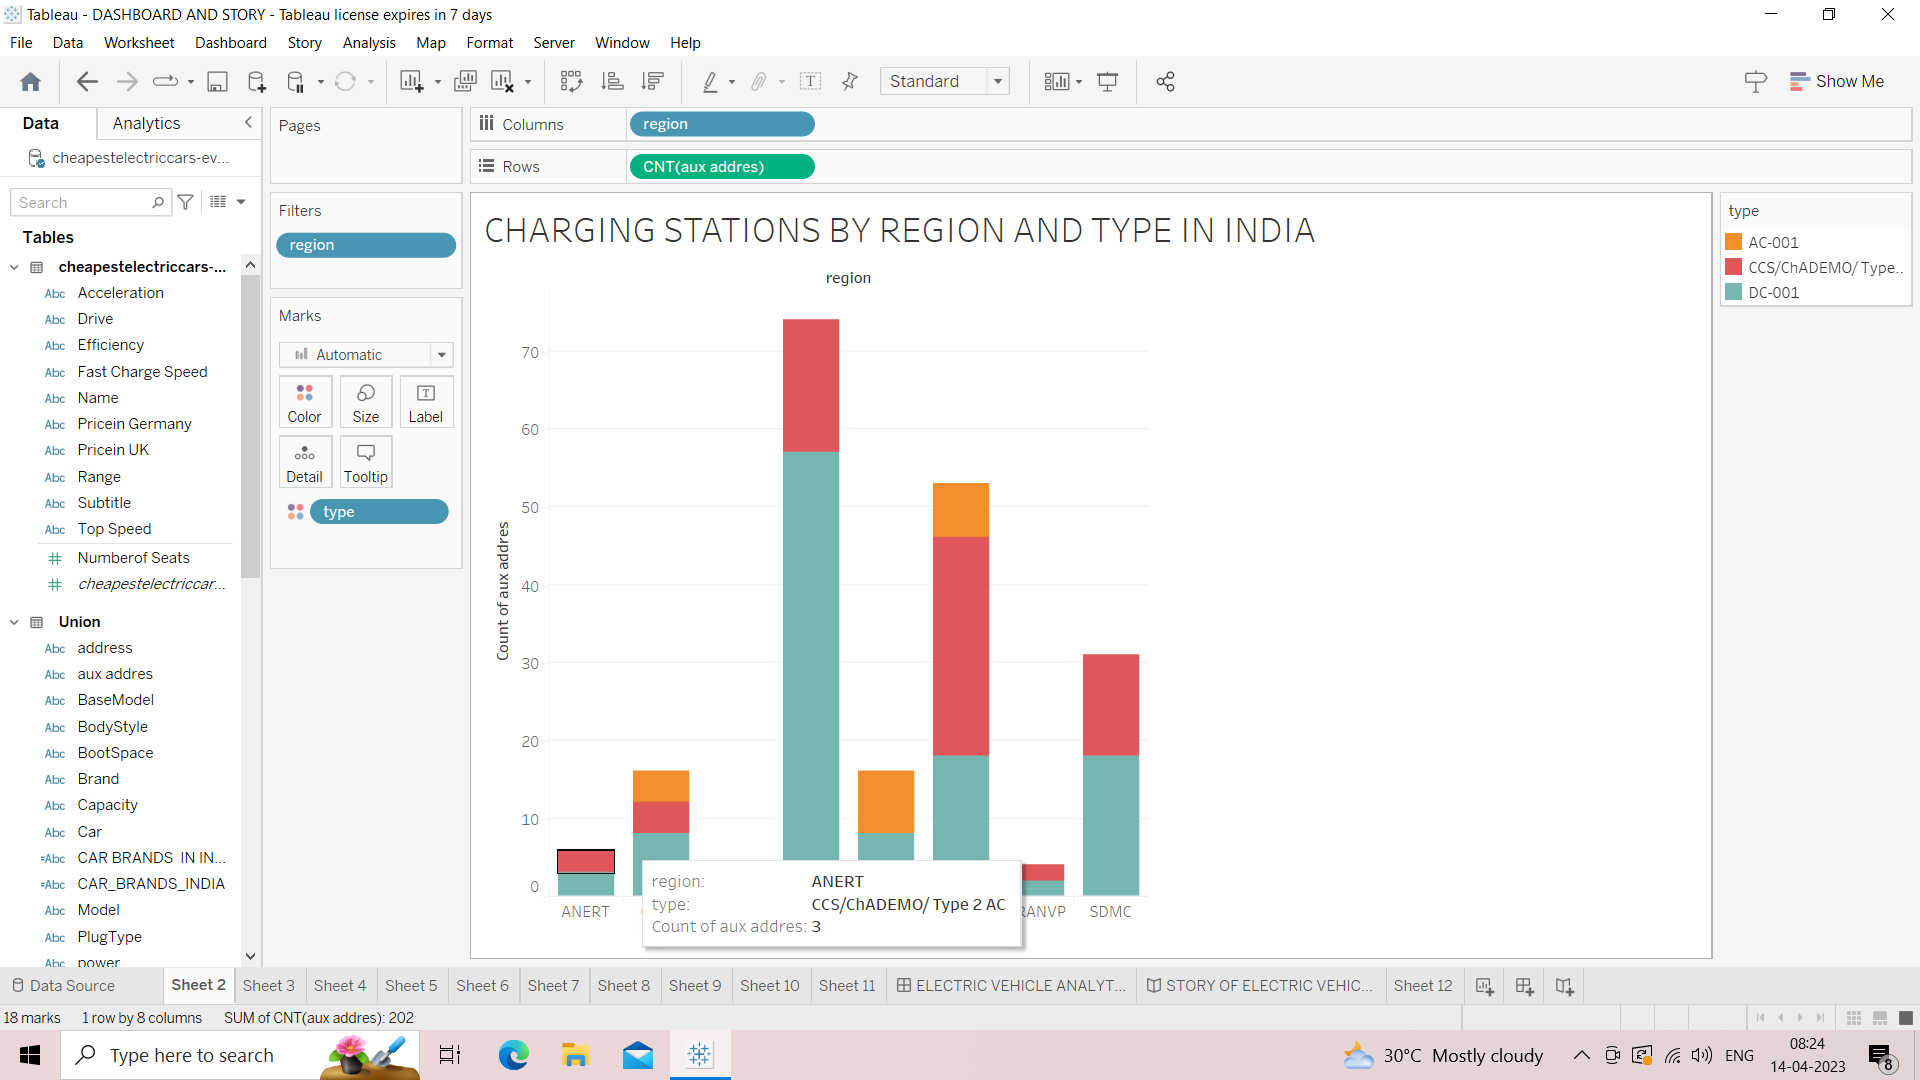 Tableau - DASHBOARD AND STORY - Tableau license expires in 7 days
File Data Worksheet Dashboard Story Analysis Map Format Server Window Help
Standard
Show Me
Data Analytics
cheapestelectriccars-ev...
Search
Tables
cheapestelectriccars-...
Abc Acceleration
Abc Drive
Abc Efficiency
Abc Fast Charge Speed
Abc Name
Abc Pricein Germany
Abc Pricein UK
Abc Range
Abc Subtitle
Abc Top Speed
Numberof Seats
cheapestelectriccar...
Union
Abc address
Abc aux addres
Abc BaseModel
Abc BodyStyle
Abc BootSpace
Abc Brand
Abc Capacity
Abc Car
=Abc CAR BRANDS IN IN...
=Abc CAR_BRANDS_INDIA
Abc Model
Abc PlugType
Abc power
Pages
Filters
region
Marks
Automatic
Color Size Label
Detail Tooltip
type
Columns region
Rows CNT(aux addres)
CHARGING STATIONS BY REGION AND TYPE IN INDIA
region
Count of aux addres
70
60
50
40
30
20
10
0
ANERT RANVP SDMC
region: ANERT
type: CCS/ChADEMO/ Type 2 AC
Count of aux addres: 3
type
AC-001
CCS/ChADEMO/ Type..
DC-001
Data Source Sheet 2 Sheet 3 Sheet 4 Sheet 5 Sheet 6 Sheet 7 Sheet 8 Sheet 9 Sheet 10 Sheet 11 ELECTRIC VEHICLE ANALYT... STORY OF ELECTRIC VEHIC... Sheet 12
18 marks 1 row by 8 columns SUM of CNT(aux addres): 202
Type here to search
30°C Mostly cloudy
ENG
08:24
14-04-2023
8